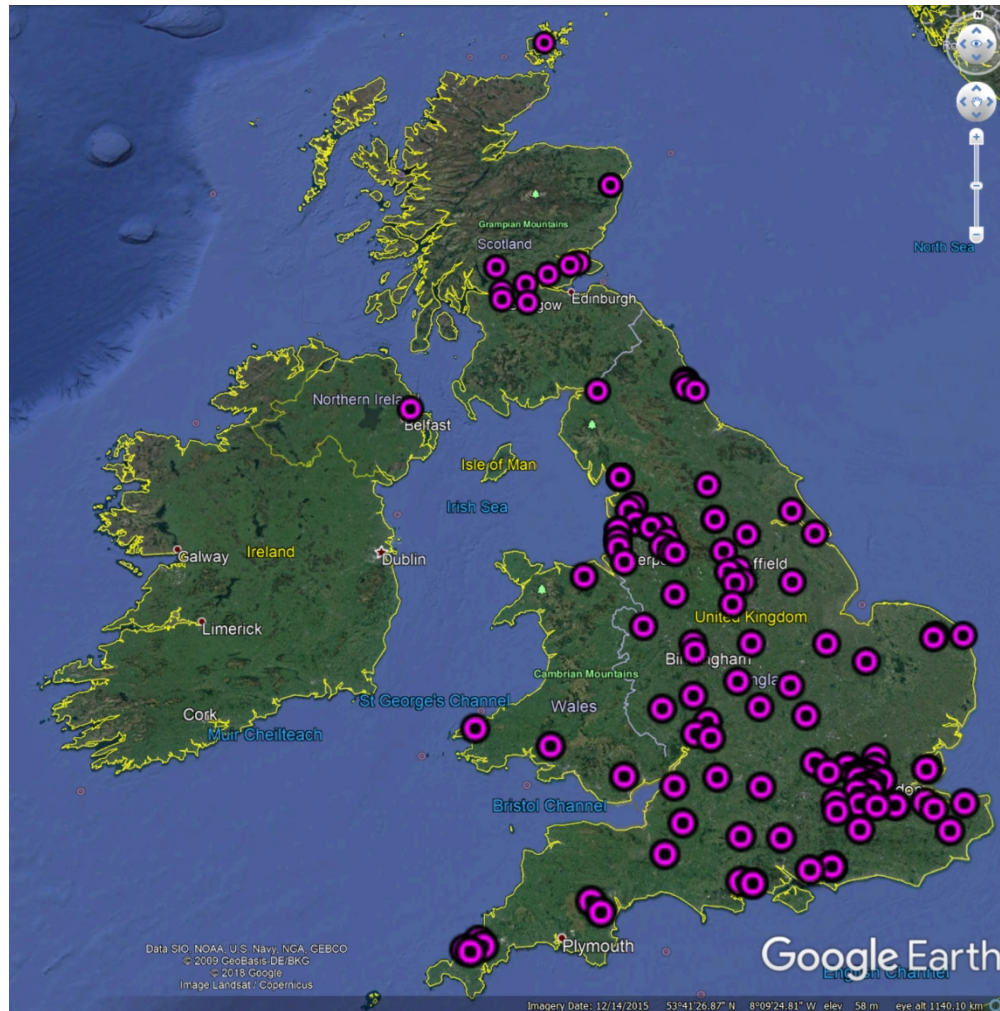 N
Grampian Mountains
Scotland
North Sea
Edinburgh
Northern
Belfast
Isle of Man
Irish Sea
Galway
Ireland
Dublin
Limerick
United Kingdom
Cambrian Mountains
St George's Channel
Wales
Cork
Muir Cheilteach
Bristol Channel
Plymouth
Data SIO, NOAA, U.S. Navy, NGA, GEBCO
© 2009 GeoBasis-DE/BKG
© 2018 Google
Image Landsat / Copernicus
Google Earth
English Channel
Imagery Date: 12/14/2015 53°41'26.87" N 8°09'24.81" W elev 58 m eye alt 1140.10 km